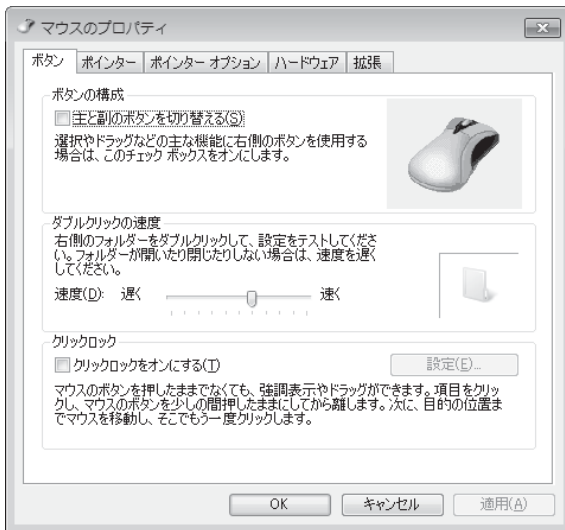 マウスのプロパティ
ボタン ポインター ポインター オプション ハードウェア 拡張
ボタンの構成
主と副のボタンを切り替える(S)
選択やドラッグなどの主な機能に右側のボタンを使用する
場合は、このチェック ボックスをオンにします。
ダブルクリックの速度
右側のフォルダーをダブルクリックして、設定をテストしてくださ
い。フォルダーが開いたり閉じたりしない場合は、速度を遅く
してください。
速度(D): 遅く 速く
クリックロック
クリックロックをオンにする(T) 設定(E)...
マウスのボタンを押したままでなくても、強調表示やドラッグができます。項目をクリッ
クし、マウスのボタンを少しの間押したままにしてから離します。次に、目的の位置ま
でマウスを移動し、そこでもう一度クリックします。
OK キャンセル 適用(A)